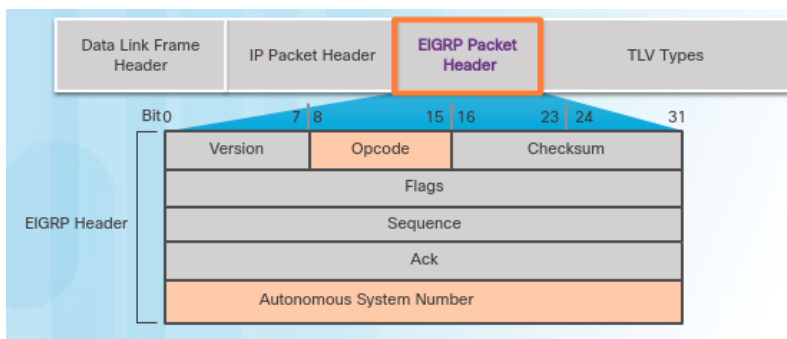 Data Link Frame
Header
IP Packet Header
EIGRP Packet
Header
TLV Types
Bit 0 7 8 15 16 23 24 31
Version Opcode Checksum
Flags
EIGRP Header
Sequence
Ack
Autonomous System Number